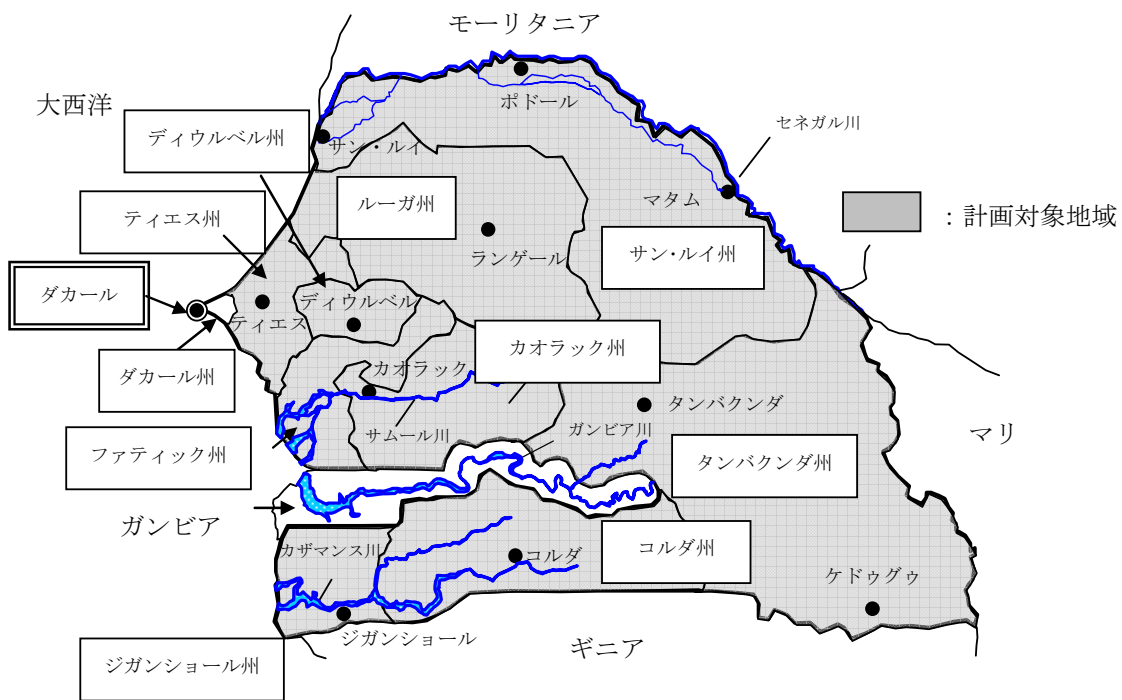 モーリタニア
大西洋
ポドール
ディウルベル州
セネガル川
サン・ルイ
マタム
ルーガ州
ティエス州
：計画対象地域
ランゲール
サン・ルイ州
ダカール
ディウルベル
ティエス
カオラック州
カオラック
ダカール州
タンバクンダ
サムール川
ガンビア川
マリ
ファティック州
タンバクンダ州
ガンビア
カザマンス川
コルダ
コルダ州
ケドゥグゥ
ジガンショール
ギニア
ジガンショール州